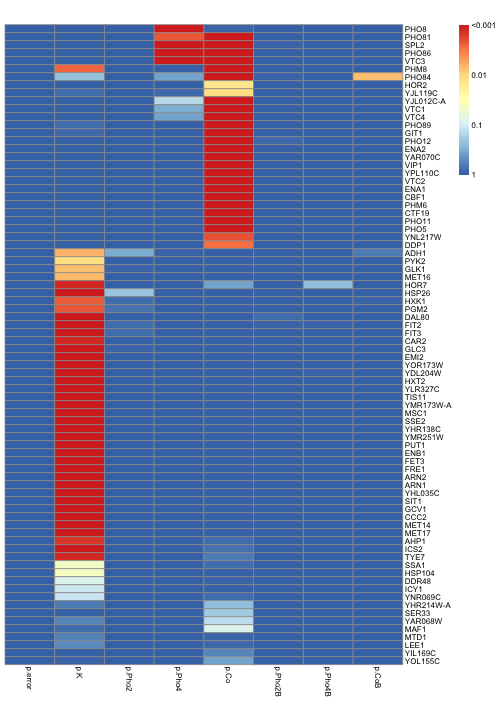 PHO8
PHO81
SPL2
PHO86
VTC3
PHM8
PHO84
HOR2
YJL119C
YJL012C-A
VTC1
VTC4
PHO89
GIT1
PHO12
ENA2
YAR070C
VIP1
YPL110C
VTC2
ENA1
CBF1
PHM6
CTF19
PHO11
PHO5
YNL217W
DDP1
ADH1
PYK2
GLK1
MET16
HOR7
HSP26
HXK1
PGM2
DAL80
FIT2
FIT3
CAR2
GLC3
EMI2
YOR173W
YDL204W
HXT2
YLR327C
TIS11
YMR173W-A
MSC1
SSE2
YHR138C
YMR251W
PUT1
ENB1
FET3
FRE1
ARN2
ARN1
YHL035C
SIT1
GCV1
CCC2
MET14
MET17
AHP1
ICS2
TYE7
SSA1
HSP104
DDR48
ICY1
YNR069C
YHR214W-A
SER33
YAR068W
MAF1
MTD1
LEE1
YIL169C
YOL155C
<0.001
0.01
0.1
1
p.error
p.K
p.Pho2
p.Pho4
p.Co
p.Pho2B
p.Pho4B
p.CoB